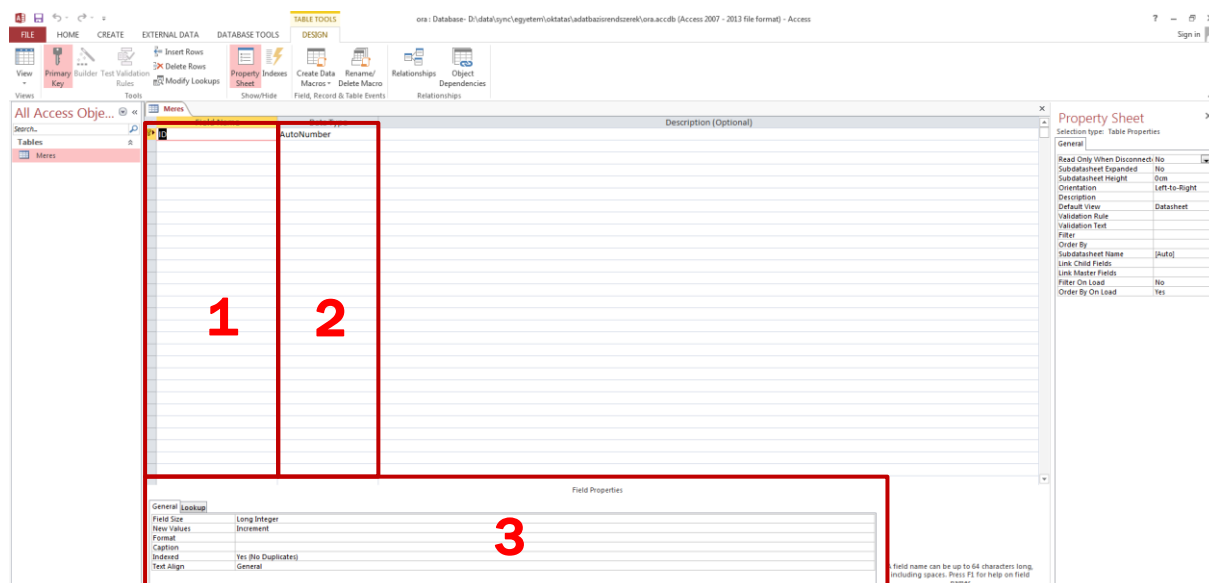 TABLE TOOLS
ora : Database- D:\data\sync\egyetem\oktatas\adatbazisrendszerek\ora.accdb (Access 2007 - 2013 file format) - Access
FILE HOME CREATE EXTERNAL DATA DATABASE TOOLS DESIGN Sign in
View
Primary Key
Builder
Test Validation Rules
Insert Rows
Delete Rows
Modify Lookups
Property Sheet
Indexes
Create Data Macros
Rename/ Delete Macro
Relationships
Object Dependencies
Views Tools Show/Hide Field, Record & Table Events Relationships
All Access Obje...
Search..
Tables
Meres
Meres
Field Name Data Type Description (Optional)
ID AutoNumber
1 2
Field Properties
General Lookup
Field Size Long Integer
New Values Increment
Format
Caption
Indexed Yes (No Duplicates)
Text Align General
3
A field name can be up to 64 characters long,
including spaces. Press F1 for help on field
Property Sheet
Selection type: Table Properties
General
Read Only When Disconnect No
Subdatasheet Expanded No
Subdatasheet Height 0cm
Orientation Left-to-Right
Description
Default View Datasheet
Validation Rule
Validation Text
Filter
Order By
Subdatasheet Name [Auto]
Link Child Fields
Link Master Fields
Filter On Load No
Order By On Load Yes